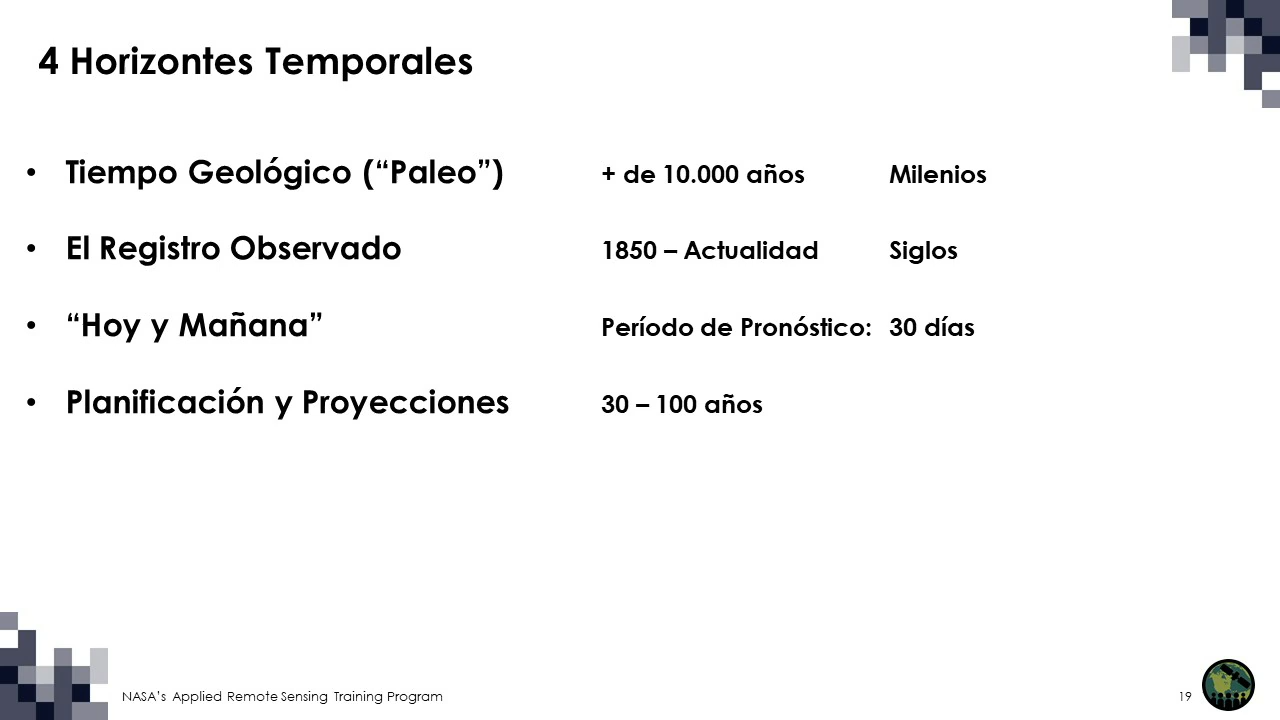 4 Horizontes Temporales
• Tiempo Geológico (“Paleo”) + de 10.000 años Milenios
• El Registro Observado 1850 – Actualidad Siglos
• “Hoy y Mañana” Período de Pronóstico: 30 días
• Planificación y Proyecciones 30 – 100 años
NASA’s Applied Remote Sensing Training Program 19